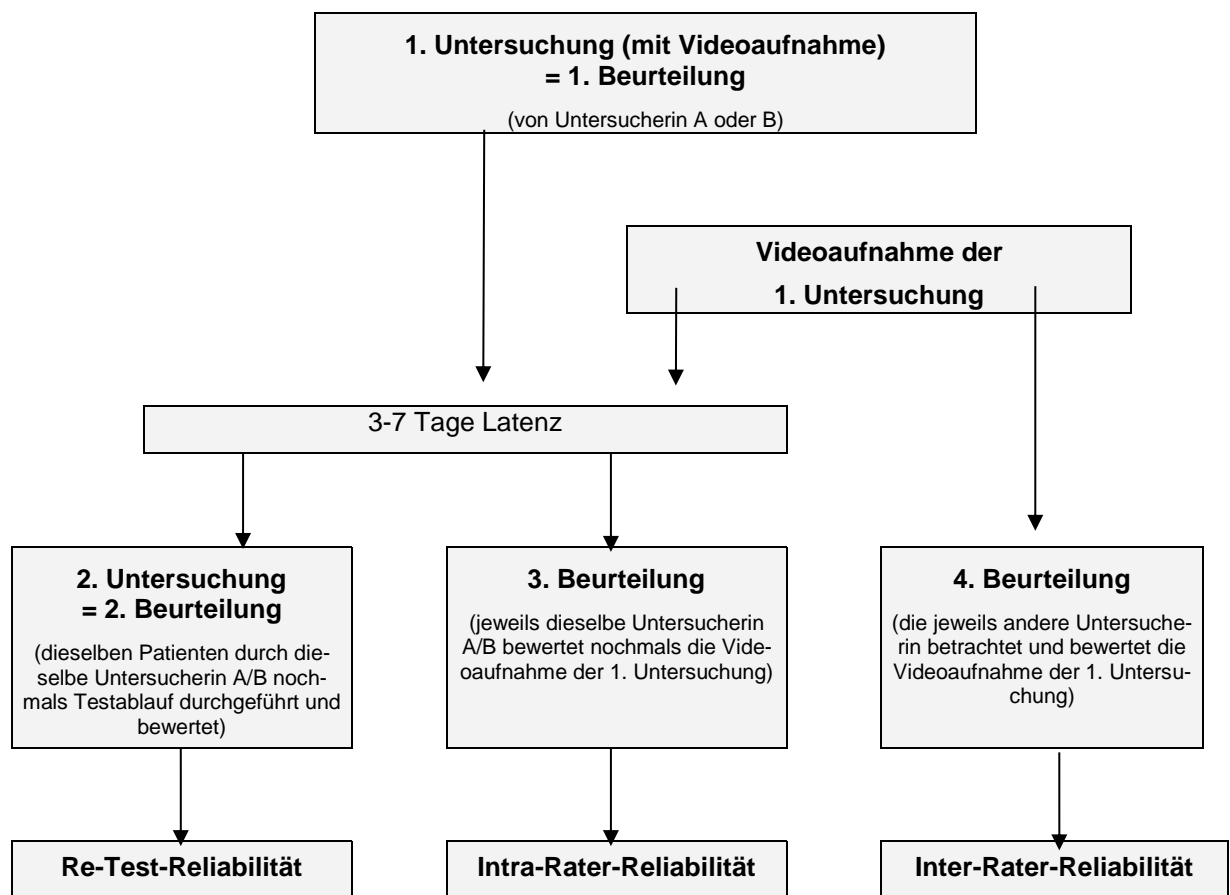 1. Untersuchung (mit Videoaufnahme)
= 1. Beurteilung
(von Untersucherin A oder B)
Videoaufnahme der
1. Untersuchung
3-7 Tage Latenz
2. Untersuchung
= 2. Beurteilung
(dieselben Patienten durch die-
selbe Untersucherin A/B noch-
mals Testablauf durchgeführt und
bewertet)
3. Beurteilung
(jeweils dieselbe Untersucherin
A/B bewertet nochmals die Vide-
oaufnahme der 1. Untersuchung)
4. Beurteilung
(die jeweils andere Untersuche-
rin betrachtet und bewertet die
Videoaufnahme der 1. Untersu-
chung)
Re-Test-Reliabilität
Intra-Rater-Reliabilität
Inter-Rater-Reliabilität